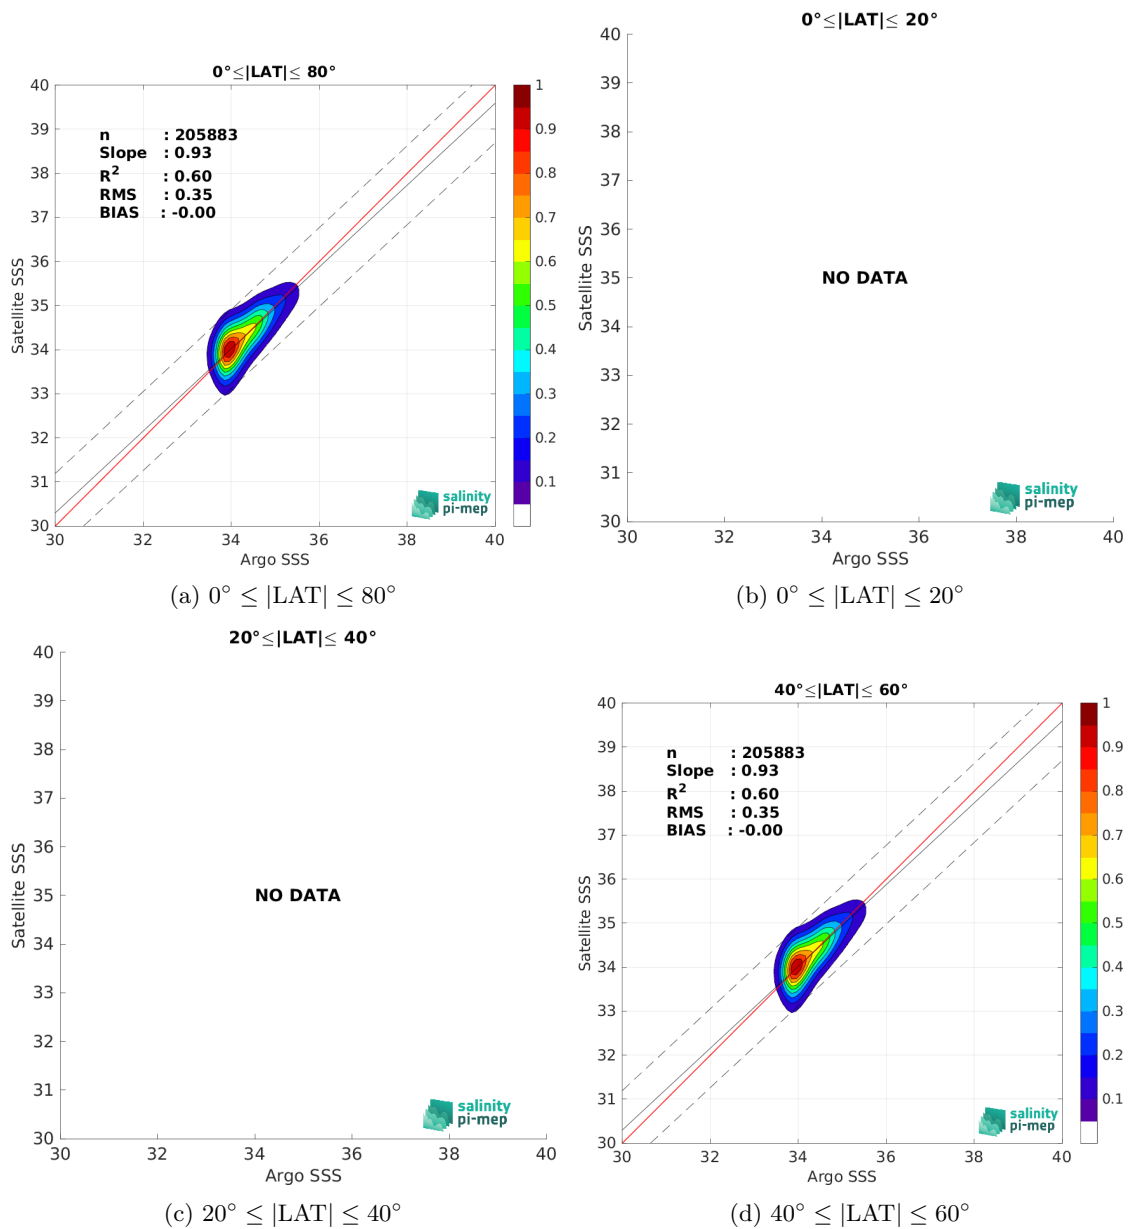 0°≤|LAT|≤ 80°
n : 205883
Slope : 0.93
R² : 0.60
RMS : 0.35
BIAS : -0.00
40
39
38
37
36
35
34
33
32
31
30
Satellite SSS
30 32 34 36 38 40
Argo SSS
1
0.9
0.8
0.7
0.6
0.5
0.4
0.3
0.2
0.1
salinity
pi-mep
(a) 0° ≤ |LAT| ≤ 80°
0°≤|LAT|≤ 20°
40
39
38
37
36
35
34
33
32
31
30
Satellite SSS
NO DATA
salinity
pi-mep
30 32 34 36 38 40
Argo SSS
(b) 0° ≤ |LAT| ≤ 20°
20°≤|LAT|≤ 40°
40
39
38
37
36
35
34
33
32
31
30
Satellite SSS
NO DATA
salinity
pi-mep
30 32 34 36 38 40
Argo SSS
(c) 20° ≤ |LAT| ≤ 40°
40°≤|LAT|≤ 60°
n : 205883
Slope : 0.93
R² : 0.60
RMS : 0.35
BIAS : -0.00
40
39
38
37
36
35
34
33
32
31
30
Satellite SSS
30 32 34 36 38 40
Argo SSS
1
0.9
0.8
0.7
0.6
0.5
0.4
0.3
0.2
0.1
salinity
pi-mep
(d) 40° ≤ |LAT| ≤ 60°